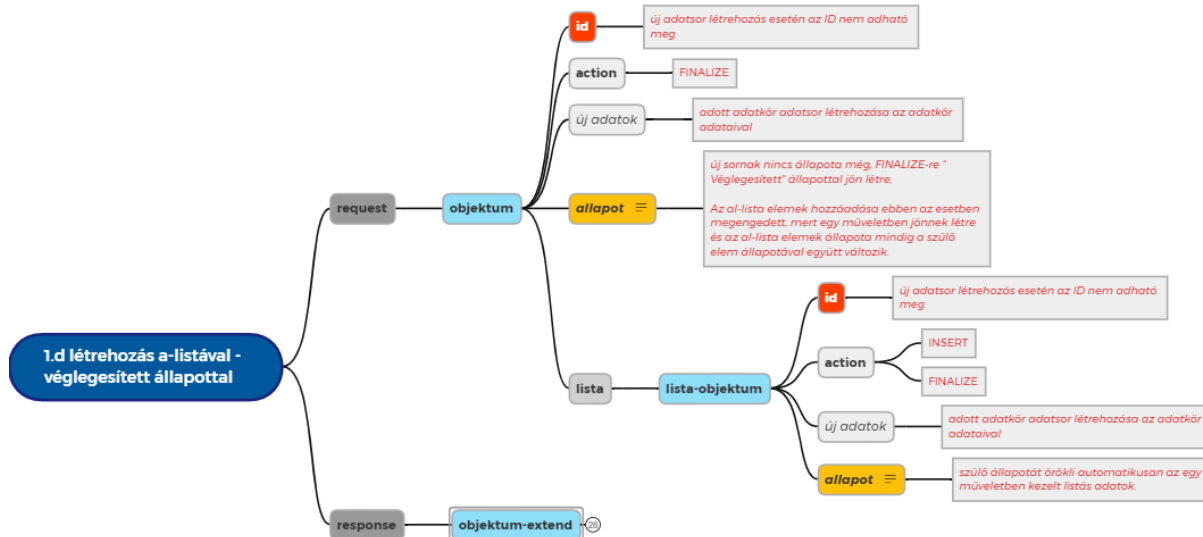 1.d létrehozás a-listával -
véglegesített állapottal
request
objektum
id
új adatsor létrehozás esetén az ID nem adható
meg
action
FINALIZE
új adatok
adott adatkör adatsor létrehozása az adatkör
adataival
allapot
új sornak nincs állapota még, FINALIZE-re "
Véglegesített" állapottal jön létre,
Az al-lista elemek hozzáadása ebben az esetben
megengedett, mert egy műveletben jönnek létre
és az al-lista elemek állapota mindig a szülő
elem állapotával együtt változik.
lista
lista-objektum
id
új adatsor létrehozás esetén az ID nem adható
meg
action
INSERT
FINALIZE
új adatok
adott adatkör adatsor létrehozása az adatkör
adataival
allapot
szülő állapotát örökli automatikusan az egy
műveletben kezelt listás adatok.
response
objektum-extend
28